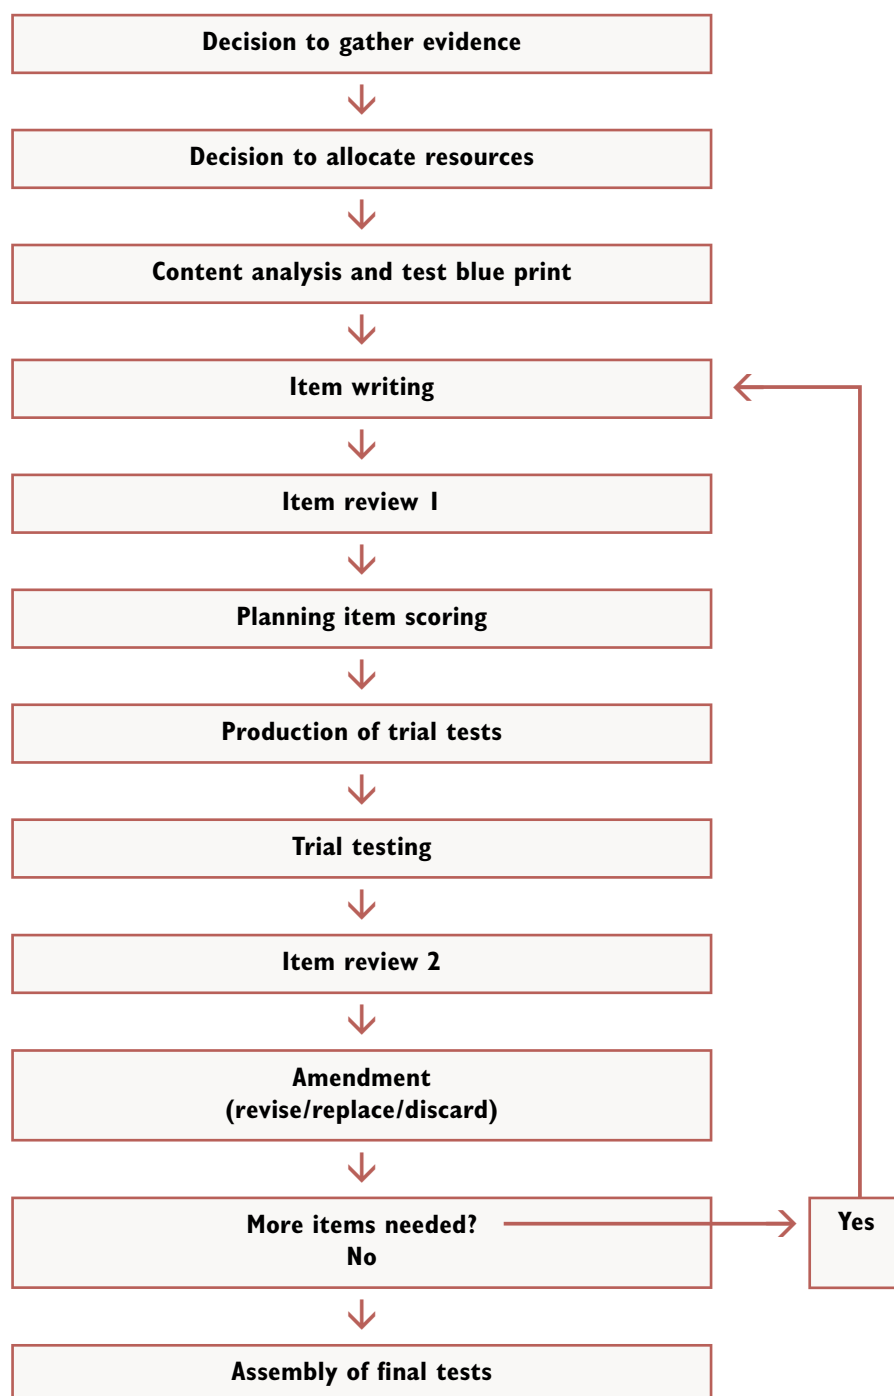 Decision to gather evidence
Decision to allocate resources
Content analysis and test blue print
Item writing
Item review 1
Planning item scoring
Production of trial tests
Trial testing
Item review 2
Amendment
(revise/replace/discard)
More items needed?
No
Yes
Assembly of final tests